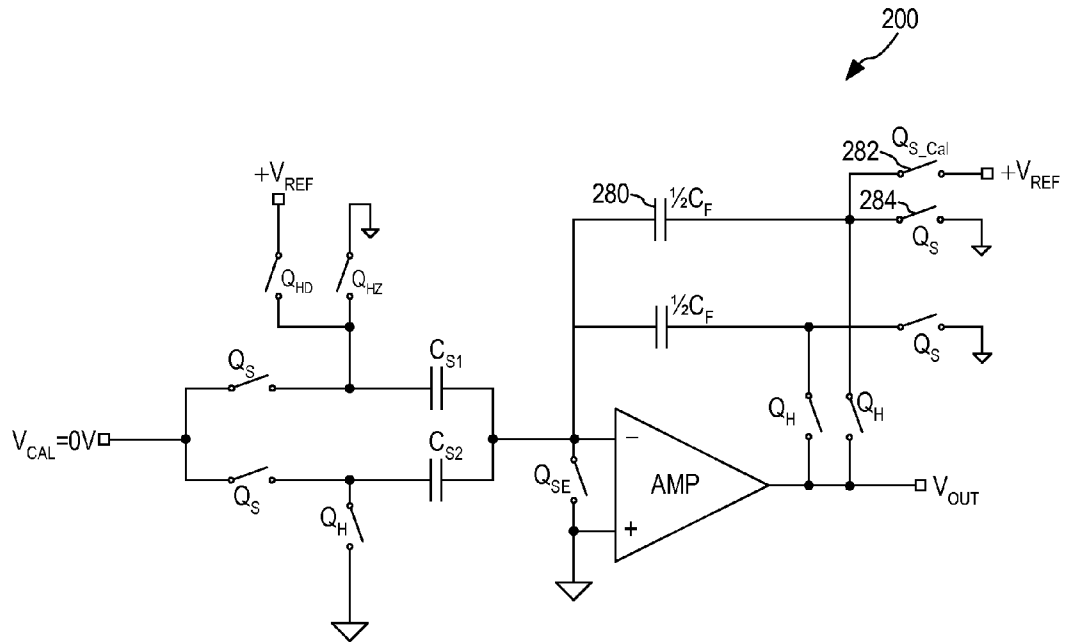 200
Q_S_Cal
282
+V_REF
+V_REF
280
½C_F
284
Q_S
Q_HD
Q_HZ
½C_F
Q_S
Q_S
C_S1
Q_H
Q_H
V_CAL=0V
C_S2
Q_SE
−
AMP
V_OUT
Q_S
Q_H
+